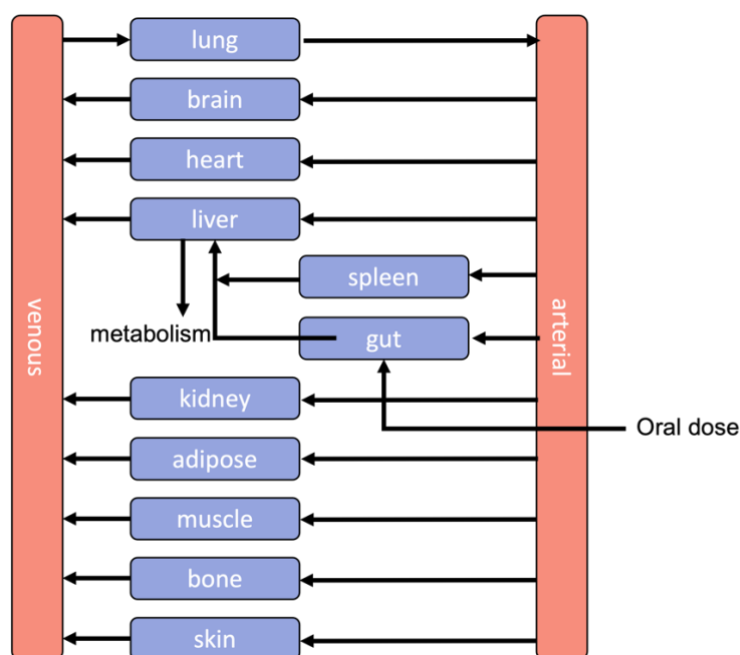 lung
brain
heart
liver
spleen
metabolism
gut
venous
arterial
kidney
Oral dose
adipose
muscle
bone
skin